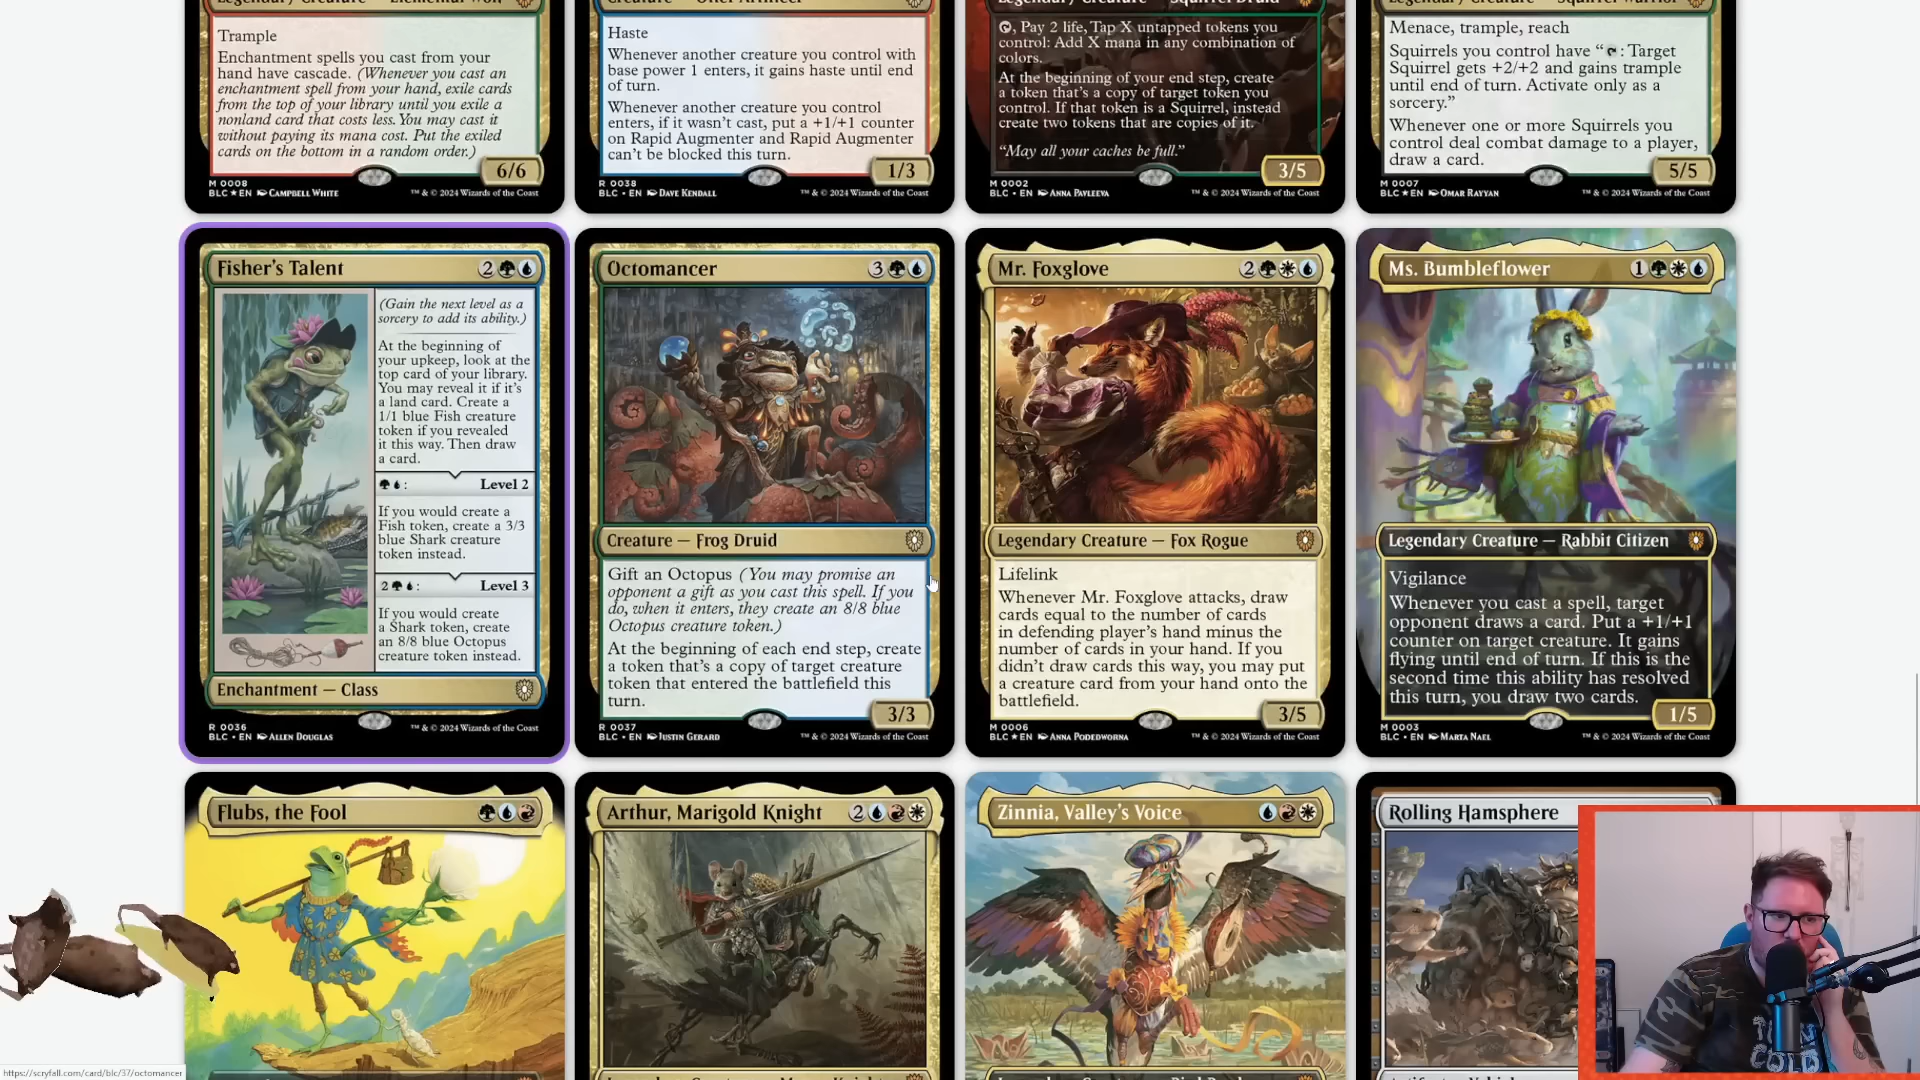 Trample
Enchantment spells you cast from your
hand have cascade. (Whenever you cast an
enchantment spell from your hand, exile cards
from the top of your library until you exile a
nonland card that costs less. You may cast it
without paying its mana cost. Put the exiled
cards on the bottom in a random order.)
6/6
M 0008
BLC ★ EN CAMPBELL WHITE
™ & © 2024 Wizards of the Coast
Haste
Whenever another creature you control with
base power 1 enters, it gains haste until end
of turn.
Whenever another creature you control
enters, if it wasn't cast, put a +1/+1 counter
on Rapid Augmenter and Rapid Augmenter
can't be blocked this turn.
1/3
R 0038
BLC • EN DAVE KENDALL
™ & © 2024 Wizards of the Coast
, Pay 2 life, Tap X untapped tokens you
control: Add X mana in any combination of
colors.
At the beginning of your end step, create
a token that's a copy of target token you
control. If that token is a Squirrel, instead
create two tokens that are copies of it.
"May all your caches be full."
3/5
M 0002
BLC • EN ANNA PAVLEEVA
™ & © 2024 Wizards of the Coast
Menace, trample, reach
Squirrels you control have " : Target
Squirrel gets +2/+2 and gains trample
until end of turn. Activate only as a
sorcery."
Whenever one or more Squirrels you
control deal combat damage to a player,
draw a card.
5/5
M 0007
BLC ★ EN OMAR RAYYAN
™ & © 2024 Wizards of the Coast
Fisher's Talent 2
(Gain the next level as a
sorcery to add its ability.)
At the beginning of
your upkeep, look at the
top card of your library.
You may reveal it if it's
a land card. Create a
1/1 blue Fish creature
token if you revealed
it this way. Then draw
a card.
: Level 2
If you would create a
Fish token, create a 3/3
blue Shark creature
token instead.
2 : Level 3
If you would create
a Shark token, create
an 8/8 blue Octopus
creature token instead.
Enchantment — Class
R 0036
BLC • EN ALLEN DOUGLAS
™ & © 2024 Wizards of the Coast
Octomancer 3
Creature — Frog Druid
Gift an Octopus (You may promise an
opponent a gift as you cast this spell. If you
do, when it enters, they create an 8/8 blue
Octopus creature token.)
At the beginning of each end step, create
a token that's a copy of target creature
token that entered the battlefield this
turn.
3/3
R 0037
BLC • EN JUSTIN GERARD
™ & © 2024 Wizards of the Coast
Mr. Foxglove 2
Legendary Creature — Fox Rogue
Lifelink
Whenever Mr. Foxglove attacks, draw
cards equal to the number of cards
in defending player's hand minus the
number of cards in your hand. If you
didn't draw cards this way, you may put
a creature card from your hand onto the
battlefield.
3/5
M 0006
BLC ★ EN ANNA PODEDWORNA
™ & © 2024 Wizards of the Coast
Ms. Bumbleflower 1
Legendary Creature — Rabbit Citizen
Vigilance
Whenever you cast a spell, target
opponent draws a card. Put a +1/+1
counter on target creature. It gains
flying until end of turn. If this is the
second time this ability has resolved
this turn, you draw two cards.
1/5
M 0003
BLC • EN MARTA NAEL
™ & © 2024 Wizards of the Coast
Flubs, the Fool
Arthur, Marigold Knight 2
Zinnia, Valley's Voice
Rolling Hamsphere
https://scryfall.com/card/blc/37/octomancer